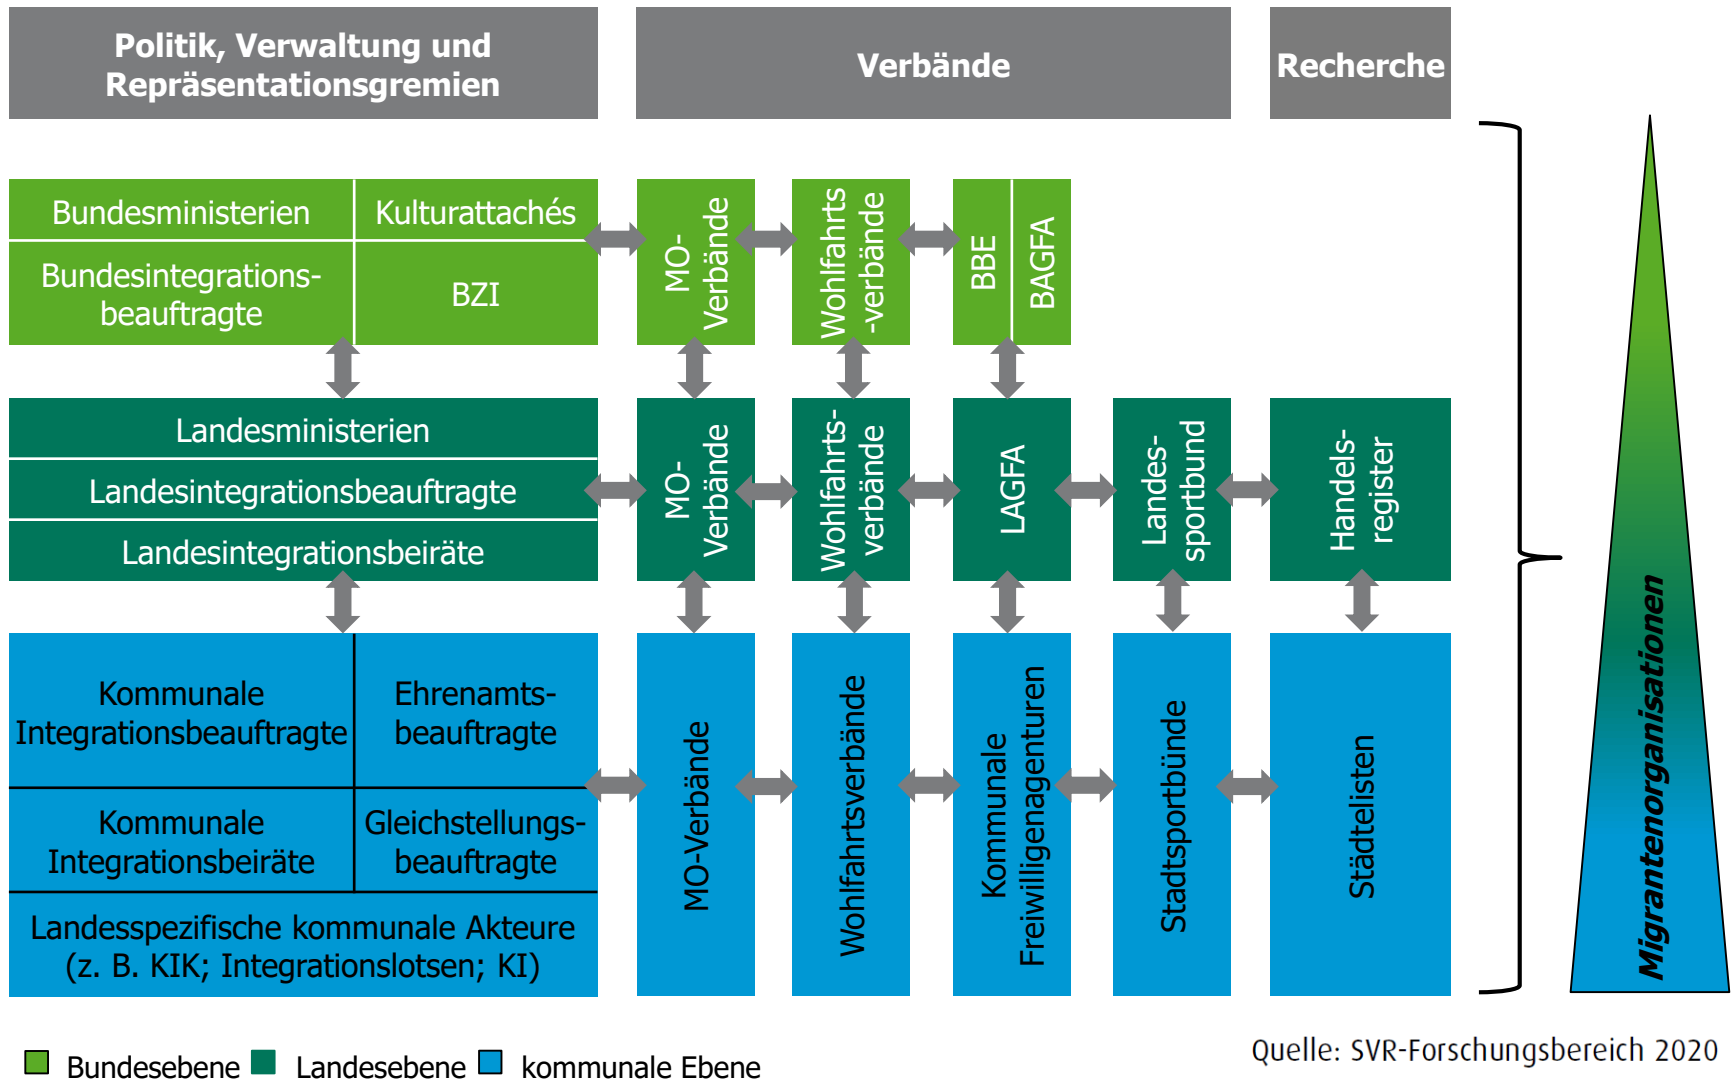 Politik, Verwaltung und
Repräsentationsgremien
Verbände
Recherche
Bundesministerien
Kulturattachés
Bundesintegrations-
beauftragte
BZI
MO-
Verbände
Wohlfahrts
-verbände
BBE
BAGFA
Landesministerien
Landesintegrationsbeauftragte
Landesintegrationsbeiräte
MO-
Verbände
Wohlfahrts-
verbände
LAGFA
Landes-
sportbund
Handels-
register
Kommunale
Integrationsbeauftragte
Ehrenamts-
beauftragte
Kommunale
Integrationsbeiräte
Gleichstellungs-
beauftragte
Landesspezifische kommunale Akteure
(z. B. KIK; Integrationslotsen; KI)
MO-Verbände
Wohlfahrtsverbände
Kommunale
Freiwilligenagenturen
Stadtsportbünde
Städtelisten
Migrantenorganisationen
Bundesebene
Landesebene
kommunale Ebene
Quelle: SVR-Forschungsbereich 2020